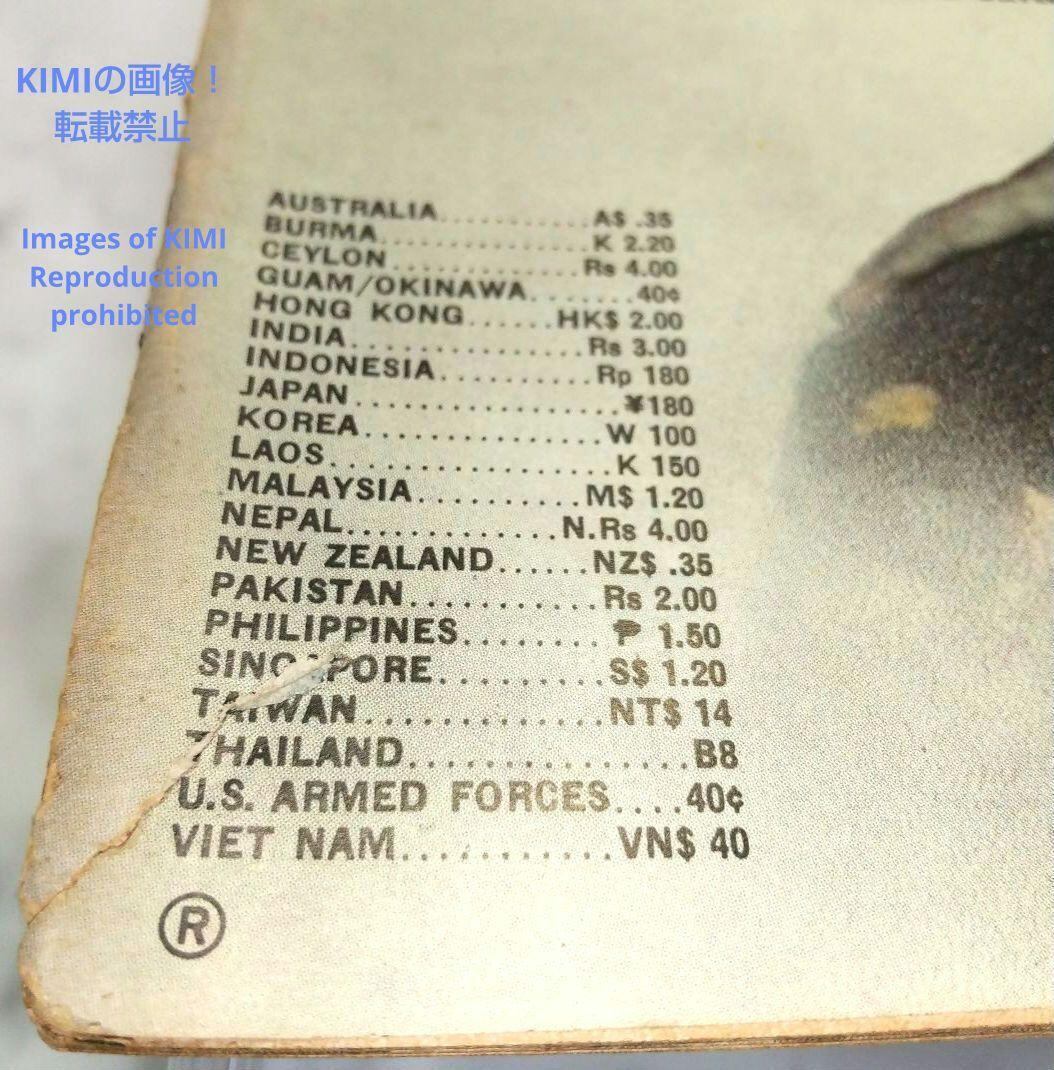 KIMIの画像！
転載禁止
Images of KIMI
Reproduction
prohibited
AUSTRALIA............A$ .35
BURMA..................K 2.20
CEYLON................Rs 4.00
GUAM/OKINAWA........40¢
HONG KONG......HK$ 2.00
INDIA...................Rs 3.00
INDONESIA..........Rp 180
JAPAN...................¥180
KOREA................W 100
LAOS...................K 150
MALAYSIA..........M$ 1.20
NEPAL.............N.Rs 4.00
NEW ZEALAND......NZ$ .35
PAKISTAN...........Rs 2.00
PHILIPPINES........₱ 1.50
SINGAPORE.........S$ 1.20
TAIWAN.............NT$ 14
THAILAND...............B8
U.S. ARMED FORCES....40¢
VIET NAM...........VN$ 40
®